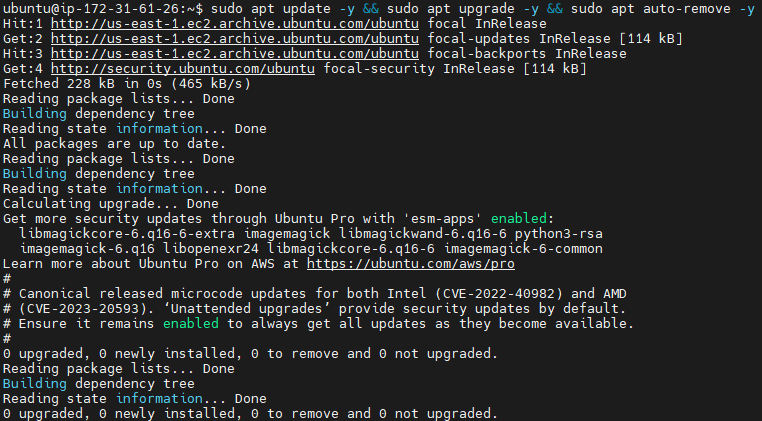 ubuntu@ip-172-31-61-26:~$ sudo apt update -y && sudo apt upgrade -y && sudo apt auto-remove -y
Hit:1 http://us-east-1.ec2.archive.ubuntu.com/ubuntu focal InRelease
Get:2 http://us-east-1.ec2.archive.ubuntu.com/ubuntu focal-updates InRelease [114 kB]
Hit:3 http://us-east-1.ec2.archive.ubuntu.com/ubuntu focal-backports InRelease
Get:4 http://security.ubuntu.com/ubuntu focal-security InRelease [114 kB]
Fetched 228 kB in 0s (465 kB/s)
Reading package lists... Done
Building dependency tree
Reading state information... Done
All packages are up to date.
Reading package lists... Done
Building dependency tree
Reading state information... Done
Calculating upgrade... Done
Get more security updates through Ubuntu Pro with 'esm-apps' enabled:
  libmagickcore-6.q16-6-extra imagemagick libmagickwand-6.q16-6 python3-rsa
  imagemagick-6.q16 libopenexr24 libmagickcore-6.q16-6 imagemagick-6-common
Learn more about Ubuntu Pro on AWS at https://ubuntu.com/aws/pro
#
# Canonical released microcode updates for both Intel (CVE-2022-40982) and AMD
# (CVE-2023-20593). ‘Unattended upgrades’ provide security updates by default.
# Ensure it remains enabled to always get all updates as they become available.
#
0 upgraded, 0 newly installed, 0 to remove and 0 not upgraded.
Reading package lists... Done
Building dependency tree
Reading state information... Done
0 upgraded, 0 newly installed, 0 to remove and 0 not upgraded.